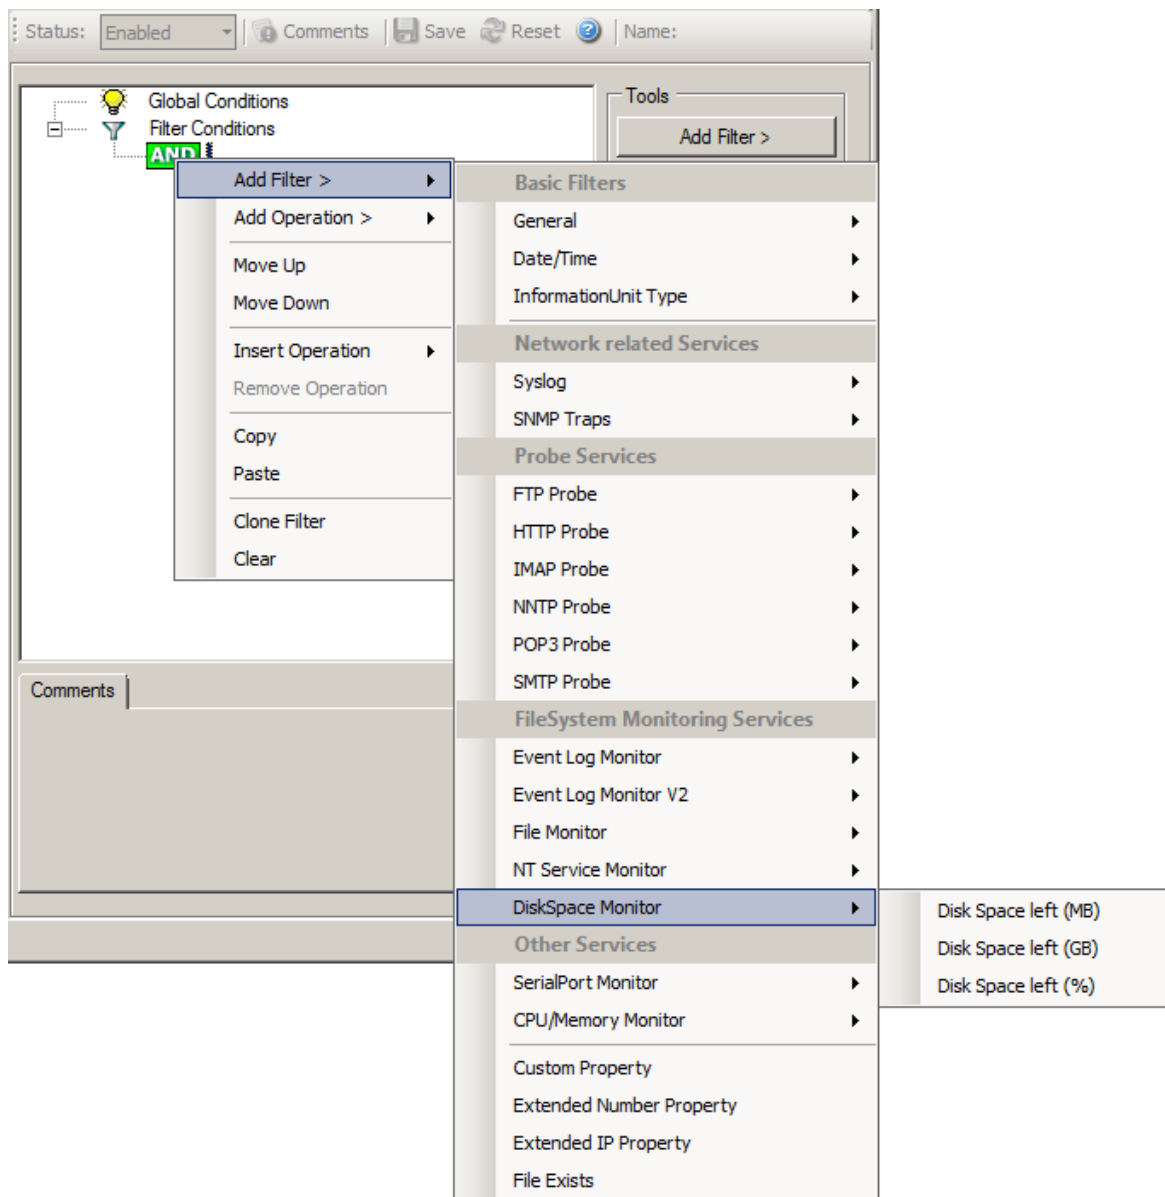 Status: Enabled Comments Save Reset Name:
Global Conditions
Filter Conditions
AND
Tools
Add Filter >
Add Filter >
Add Operation >
Move Up
Move Down
Insert Operation
Remove Operation
Copy
Paste
Clone Filter
Clear
Comments
Basic Filters
General
Date/Time
InformationUnit Type
Network related Services
Syslog
SNMP Traps
Probe Services
FTP Probe
HTTP Probe
IMAP Probe
NNTP Probe
POP3 Probe
SMTP Probe
FileSystem Monitoring Services
Event Log Monitor
Event Log Monitor V2
File Monitor
NT Service Monitor
DiskSpace Monitor
Other Services
SerialPort Monitor
CPU/Memory Monitor
Custom Property
Extended Number Property
Extended IP Property
File Exists
Disk Space left (MB)
Disk Space left (GB)
Disk Space left (%)